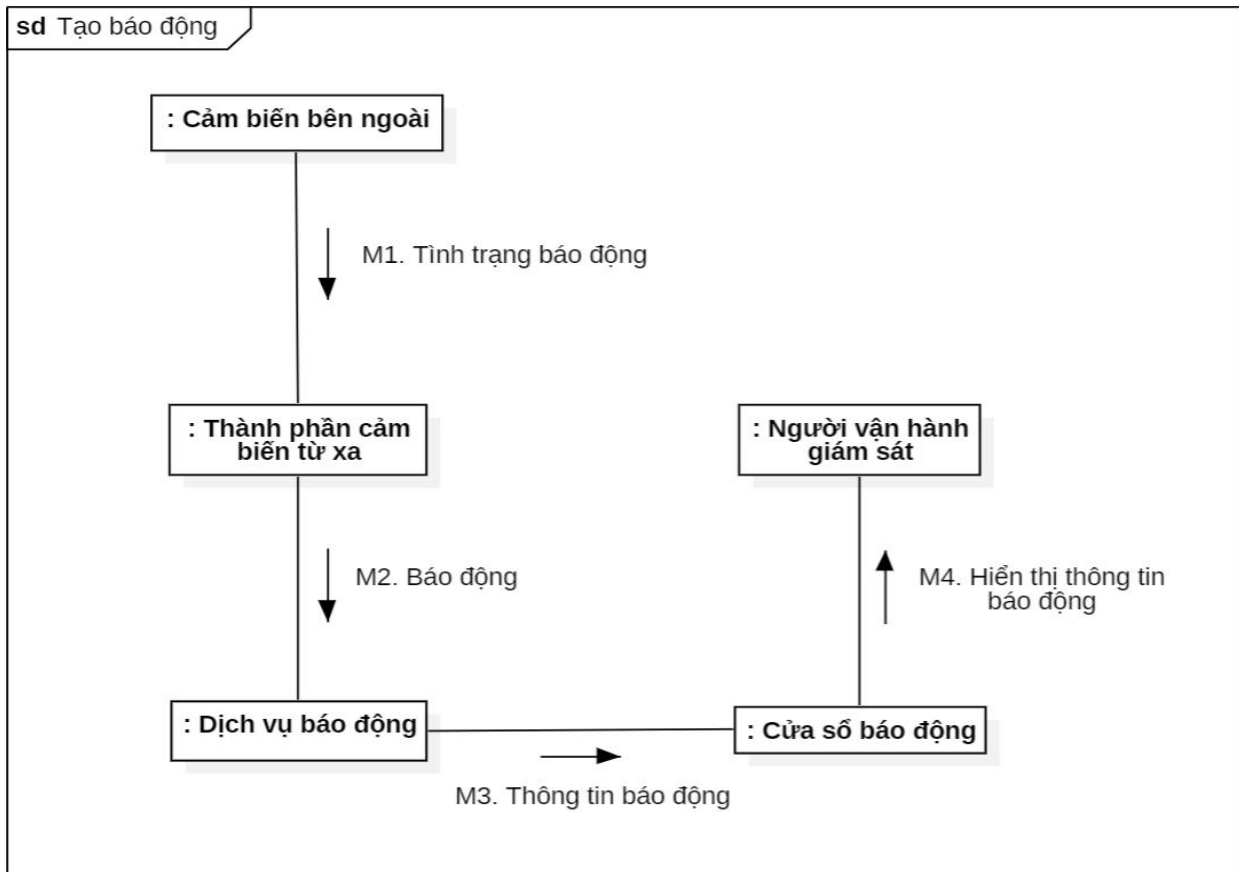 sd Tạo báo động
: Cảm biến bên ngoài
M1. Tình trạng báo động
: Thành phần cảm
biến từ xa
: Người vận hành
giám sát
M2. Báo động
M4. Hiển thị thông tin
báo động
: Dịch vụ báo động
: Cửa sổ báo động
M3. Thông tin báo động